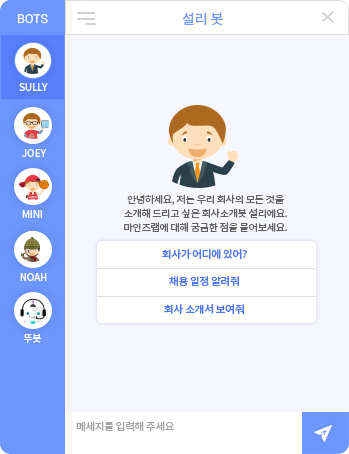 BOTS
SULLY
JOEY
MINI
NOAH
뚜봇
설리 봇
안녕하세요, 저는 우리 회사의 모든 것을
소개해 드리고 싶은 회사소개봇 설리에요.
마인즈랩에 대해 궁금한 점을 물어보세요.
회사가 어디에 있어?
채용 일정 알려줘
회사 소개서 보여줘
메세지를 입력해 주세요